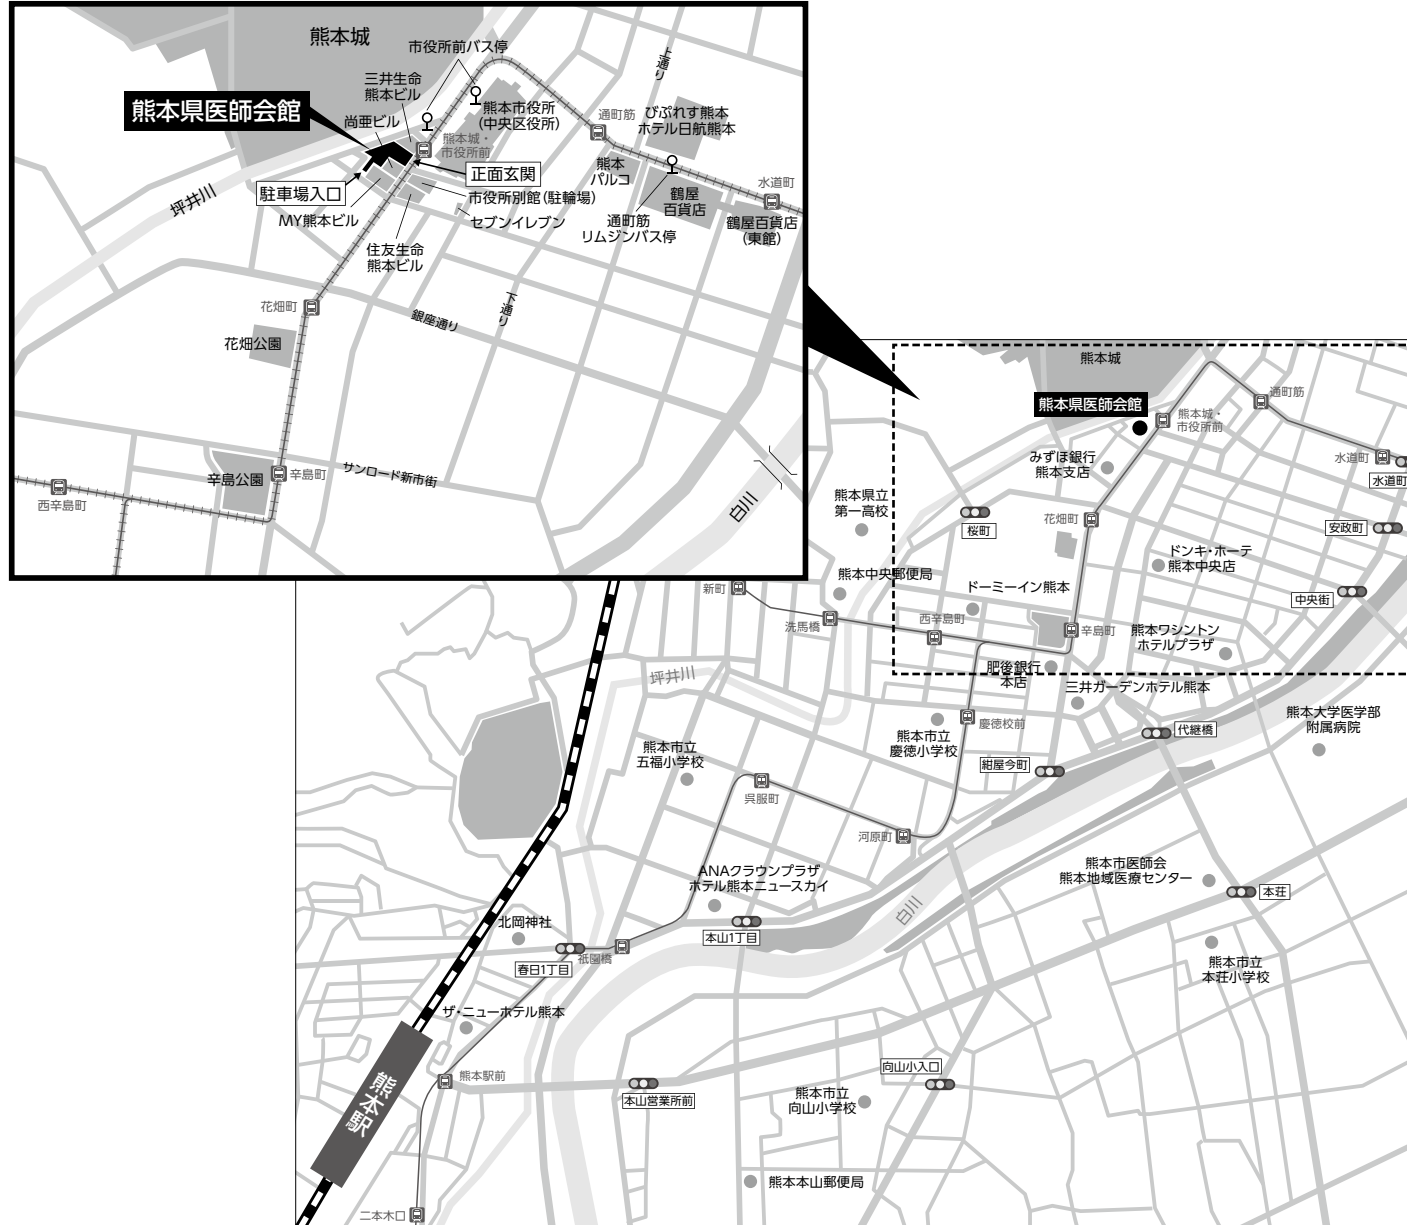 熊本城
市役所前バス停
上通り
三井生命
熊本ビル
熊本県医師会館
尚亜ビル
熊本市役所
(中央区役所)
通町筋
びぷれす熊本
ホテル日航熊本
熊本城・
市役所前
正面玄関
熊本
パルコ
水道町
駐車場入口
市役所別館(駐輪場)
鶴屋
百貨店
坪井川
MY熊本ビル
セブンイレブン
通町筋
リムジンバス停
鶴屋百貨店
(東館)
住友生命
熊本ビル
花畑町
下通り
銀座通り
花畑公園
辛島公園
辛島町
サンロード新市街
西辛島町
白川
熊本城
熊本県医師会館
熊本城・
市役所前
通町筋
みずほ銀行
熊本支店
水道町
水道町
熊本県立
第一高校
桜町
花畑町
安政町
ドンキ・ホーテ
熊本中央店
熊本中央郵便局
ドーミーイン熊本
新町
中央街
洗馬橋
西辛島町
辛島町
熊本ワシントン
ホテルプラザ
坪井川
肥後銀行
本店
三井ガーデンホテル熊本
熊本大学医学部
附属病院
慶徳校前
代継橋
熊本市立
慶徳小学校
熊本市立
五福小学校
紺屋今町
呉服町
河原町
ANAクラウンプラザ
ホテル熊本ニュースカイ
熊本市医師会
熊本地域医療センター
本荘
白川
北岡神社
本山1丁目
春日1丁目
祇園橋
熊本市立
本荘小学校
ザ・ニューホテル熊本
熊本駅前
熊本駅
向山小入口
本山営業所前
熊本市立
向山小学校
熊本本山郵便局
二本木口